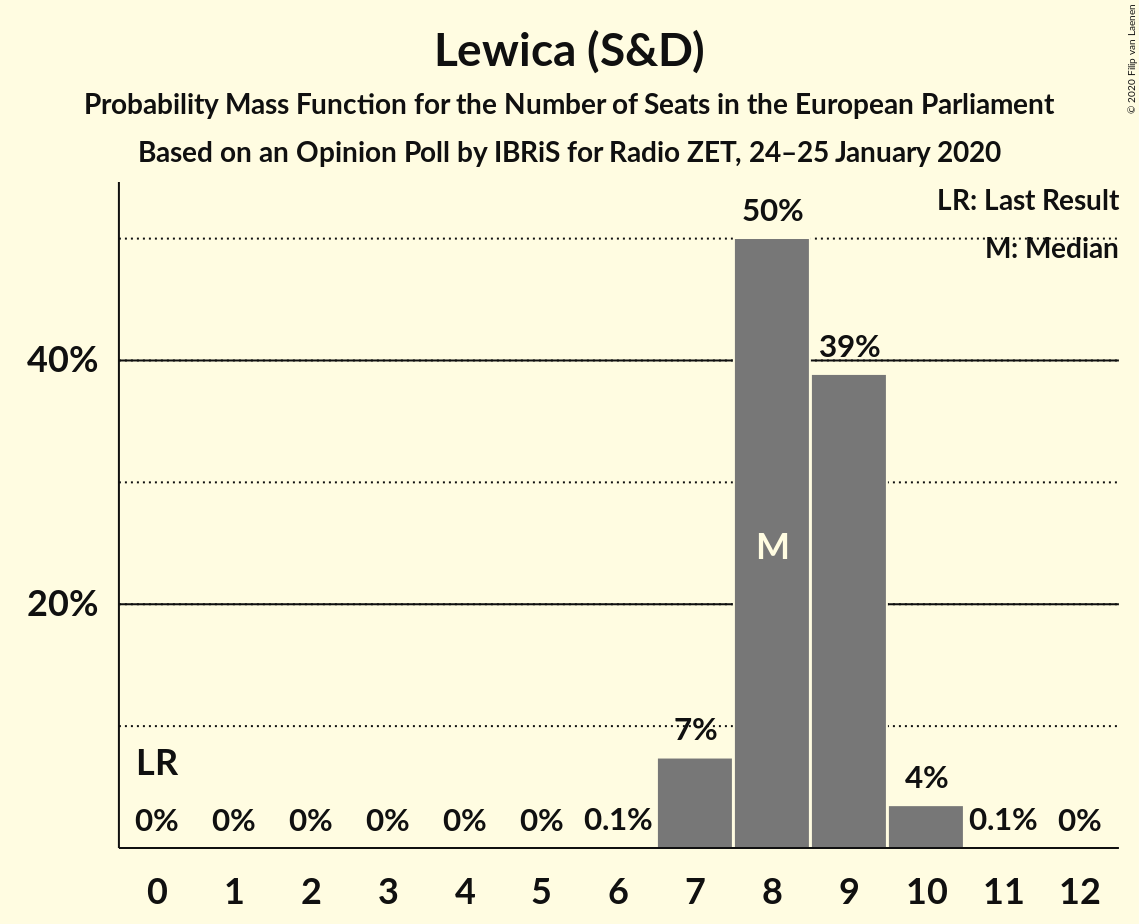 Lewica (S&D)
Probability Mass Function for the Number of Seats in the European Parliament
Based on an Opinion Poll by IBRiS for Radio ZET, 24–25 January 2020
© 2020 Filip van Laenen
LR: Last Result
M: Median
50%
39%
40%
M
20%
7%
LR
4%
0% 0% 0% 0% 0% 0% 0.1% 0.1% 0%
0 1 2 3 4 5 6 7 8 9 10 11 12